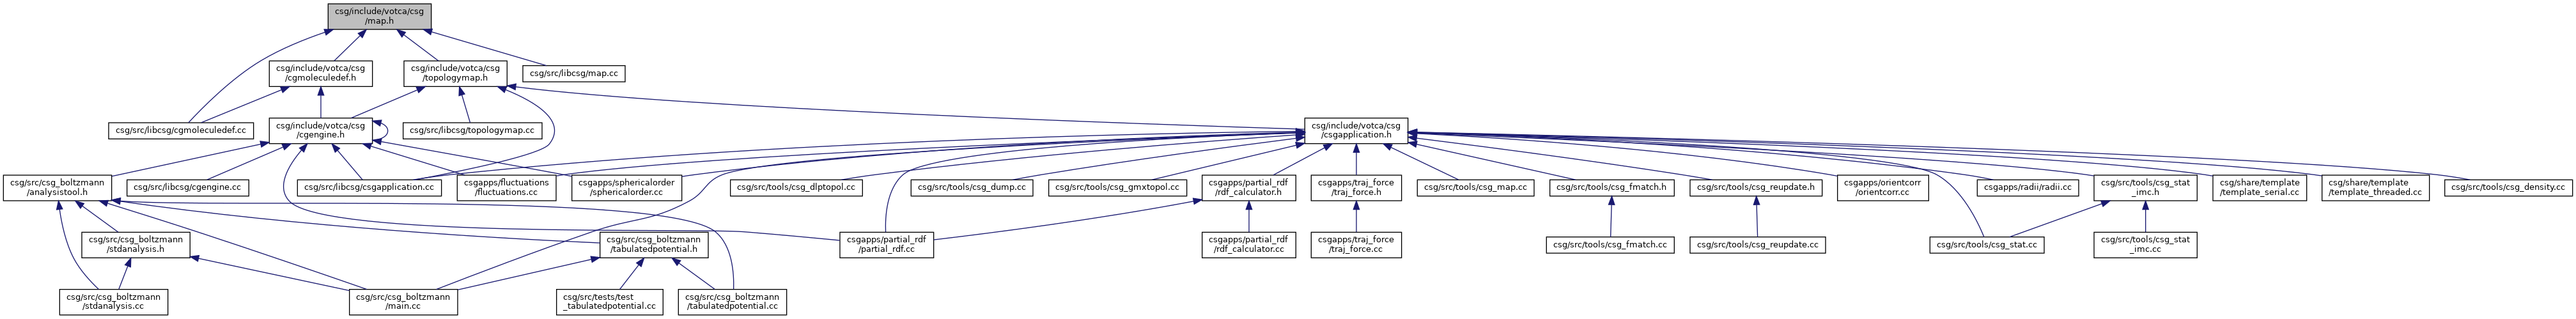 csg/include/votca/csg
/map.h
csg/include/votca/csg
/cgmoleculedef.h
csg/include/votca/csg
/topologymap.h
csg/src/libcsg/map.cc
csg/src/libcsg/cgmoleculedef.cc
csg/include/votca/csg
/cgengine.h
csg/src/libcsg/topologymap.cc
csg/include/votca/csg
/csgapplication.h
csg/src/csg_boltzmann
/analysistool.h
csg/src/libcsg/cgengine.cc
csg/src/libcsg/csgapplication.cc
csgapps/fluctuations
/fluctuations.cc
csgapps/sphericalorder
/sphericalorder.cc
csg/src/tools/csg_dlptopol.cc
csg/src/tools/csg_dump.cc
csg/src/tools/csg_gmxtopol.cc
csgapps/partial_rdf
/rdf_calculator.h
csgapps/traj_force
/traj_force.h
csg/src/tools/csg_map.cc
csg/src/tools/csg_fmatch.h
csg/src/tools/csg_reupdate.h
csgapps/orientcorr
/orientcorr.cc
csgapps/radii/radii.cc
csg/src/tools/csg_stat
_imc.h
csg/share/template
/template_serial.cc
csg/share/template
/template_threaded.cc
csg/src/tools/csg_density.cc
csg/src/csg_boltzmann
/stdanalysis.h
csg/src/csg_boltzmann
/tabulatedpotential.h
csgapps/partial_rdf
/partial_rdf.cc
csgapps/partial_rdf
/rdf_calculator.cc
csgapps/traj_force
/traj_force.cc
csg/src/tools/csg_fmatch.cc
csg/src/tools/csg_reupdate.cc
csg/src/tools/csg_stat.cc
csg/src/tools/csg_stat
_imc.cc
csg/src/csg_boltzmann
/stdanalysis.cc
csg/src/csg_boltzmann
/main.cc
csg/src/tests/test
_tabulatedpotential.cc
csg/src/csg_boltzmann
/tabulatedpotential.cc